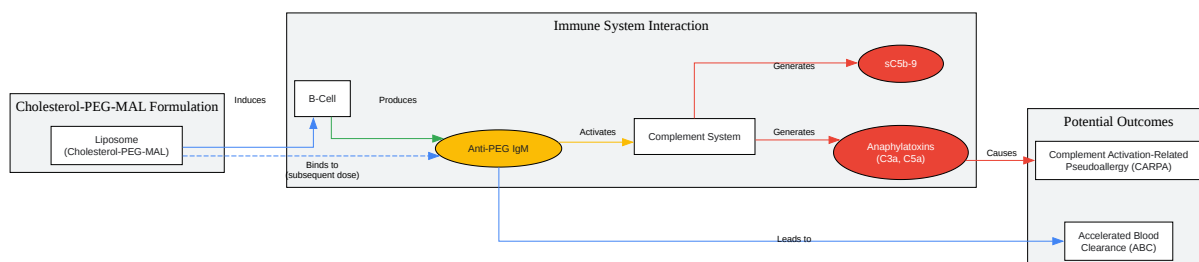 Immune System Interaction
Cholesterol-PEG-MAL Formulation
Liposome
(Cholesterol-PEG-MAL)
Induces
B-Cell
Produces
Binds to
(subsequent dose)
Anti-PEG IgM
Activates
Complement System
Generates
sC5b-9
Generates
Anaphylatoxins
(C3a, C5a)
Causes
Potential Outcomes
Complement Activation-Related
Pseudoallergy (CARPA)
Leads to
Accelerated Blood
Clearance (ABC)